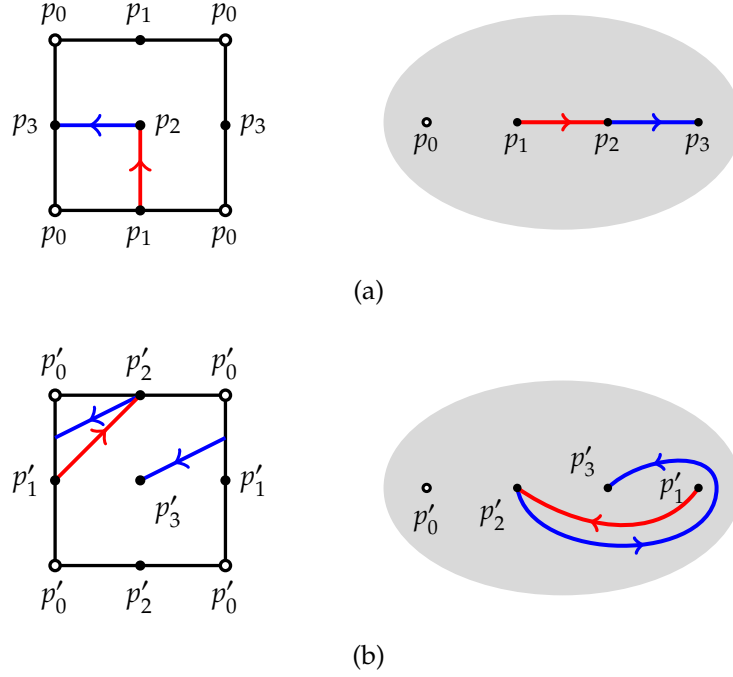 p₀ p₁ p₀
p₃ p₂ p₃
p₀ p₁ p₀
p₀ p₁ p₂ p₃
(a)
p′₀ p′₂ p′₀
p′₁ p′₃ p′₁
p′₀ p′₂ p′₀
p′₀ p′₂ p′₃ p′₁
(b)